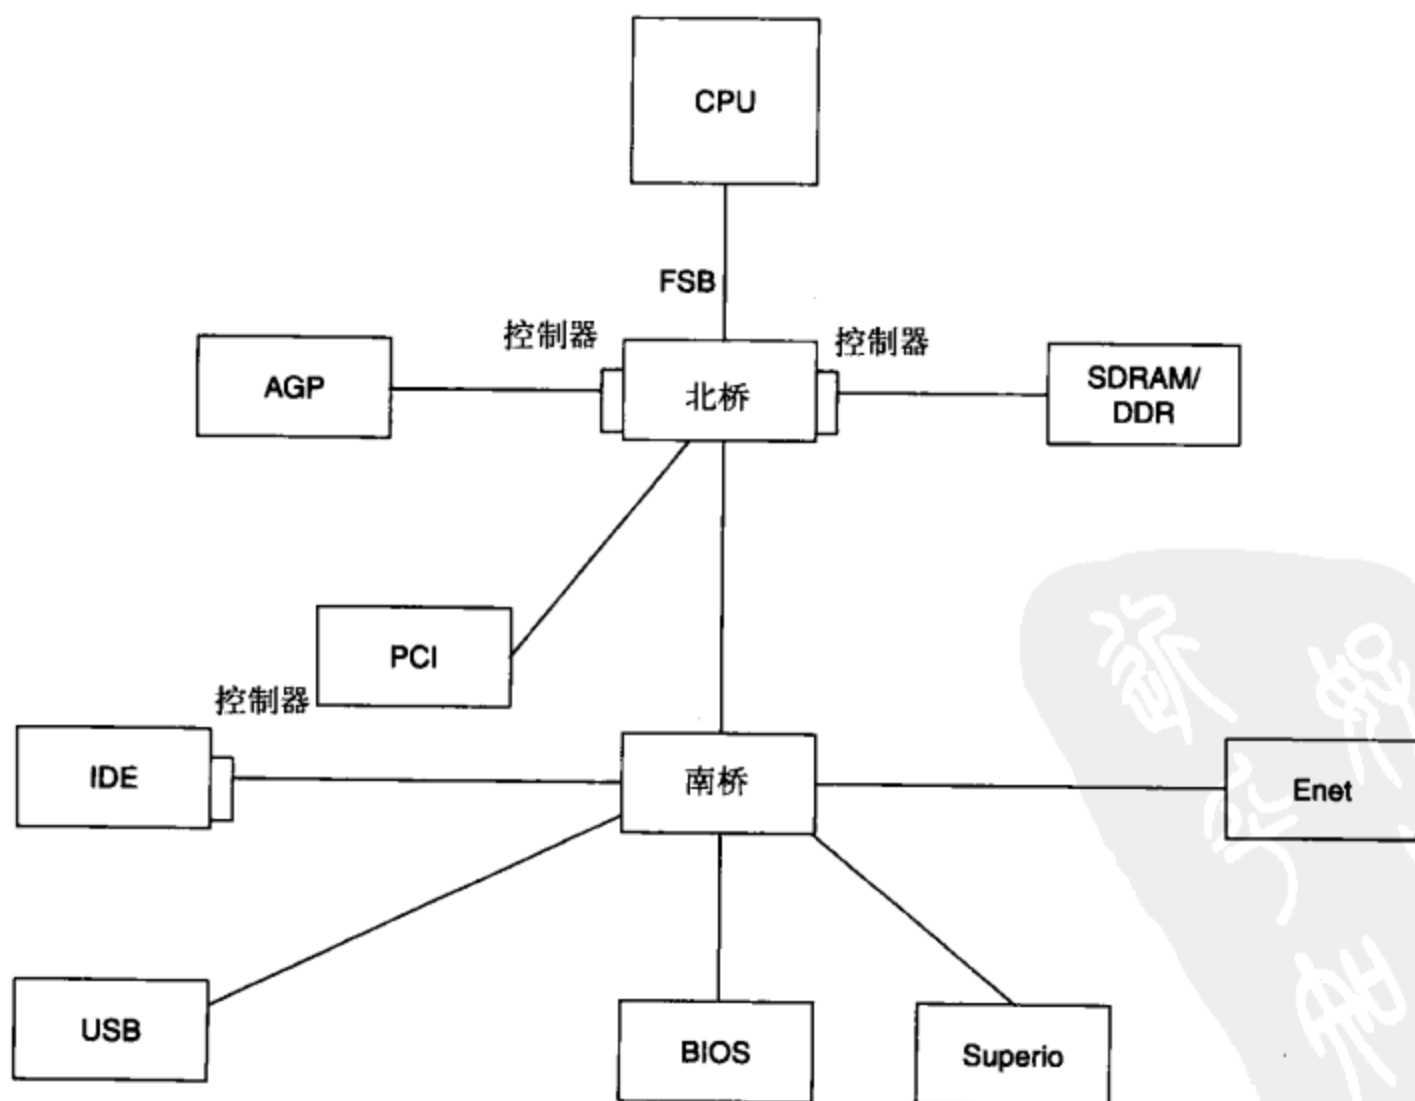 CPU
FSB
控制器
控制器
AGP
北桥
SDRAM/
DDR
PCI
控制器
IDE
南桥
Enet
USB
BIOS
Superio